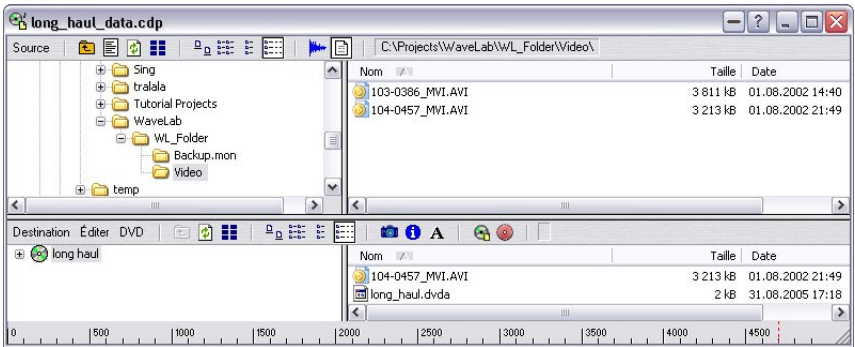 long_haul_data.cdp
Source C:\Projects\WaveLab\WL_Folder\Video\
Sing
tralala
Tutorial Projects
WaveLab
WL_Folder
Backup.mon
Video
temp
Nom Taille Date
103-0386_MVI.AVI 3 811 kB 01.08.2002 14:40
104-0457_MVI.AVI 3 213 kB 01.08.2002 21:49
Destination Éditer DVD A
long haul
Nom Taille Date
104-0457_MVI.AVI 3 213 kB 01.08.2002 21:49
long_haul.dvda 2 kB 31.08.2005 17:18
0 500 1000 1500 2000 2500 3000 3500 4000 4500